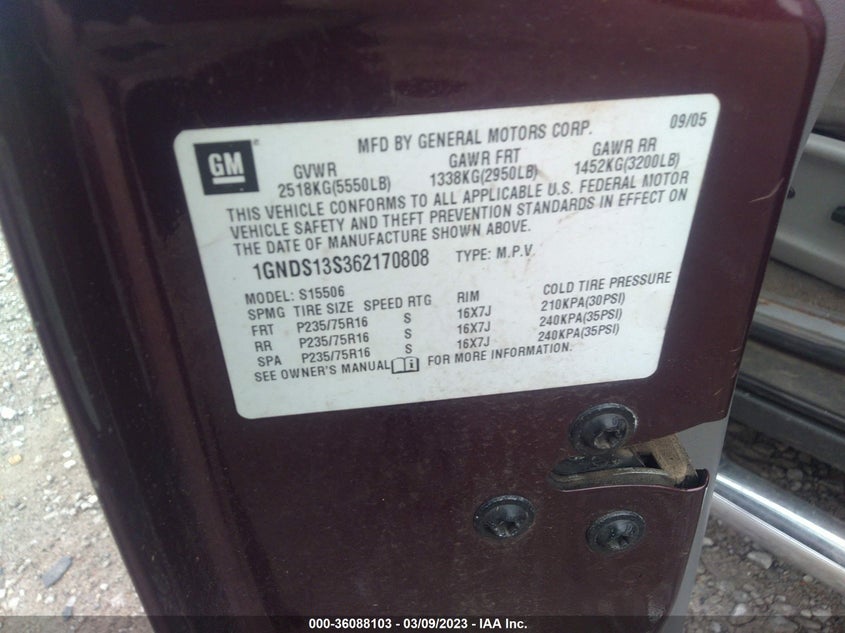 GM
MFD BY GENERAL MOTORS CORP. 09/05
GVWR GAWR FRT GAWR RR
2518KG(5550LB) 1338KG(2950LB) 1452KG(3200LB)
THIS VEHICLE CONFORMS TO ALL APPLICABLE U.S. FEDERAL MOTOR
VEHICLE SAFETY AND THEFT PREVENTION STANDARDS IN EFFECT ON
THE DATE OF MANUFACTURE SHOWN ABOVE.
1GNDS13S362170808 TYPE: M.P.V.
MODEL: S15506
SPMG TIRE SIZE SPEED RTG RIM COLD TIRE PRESSURE
FRT P235/75R16 S 16X7J 210KPA(30PSI)
RR P235/75R16 S 16X7J 240KPA(35PSI)
SPA P235/75R16 S 16X7J 240KPA(35PSI)
SEE OWNER'S MANUAL FOR MORE INFORMATION.
000-36088103 - 03/09/2023 - IAA Inc.